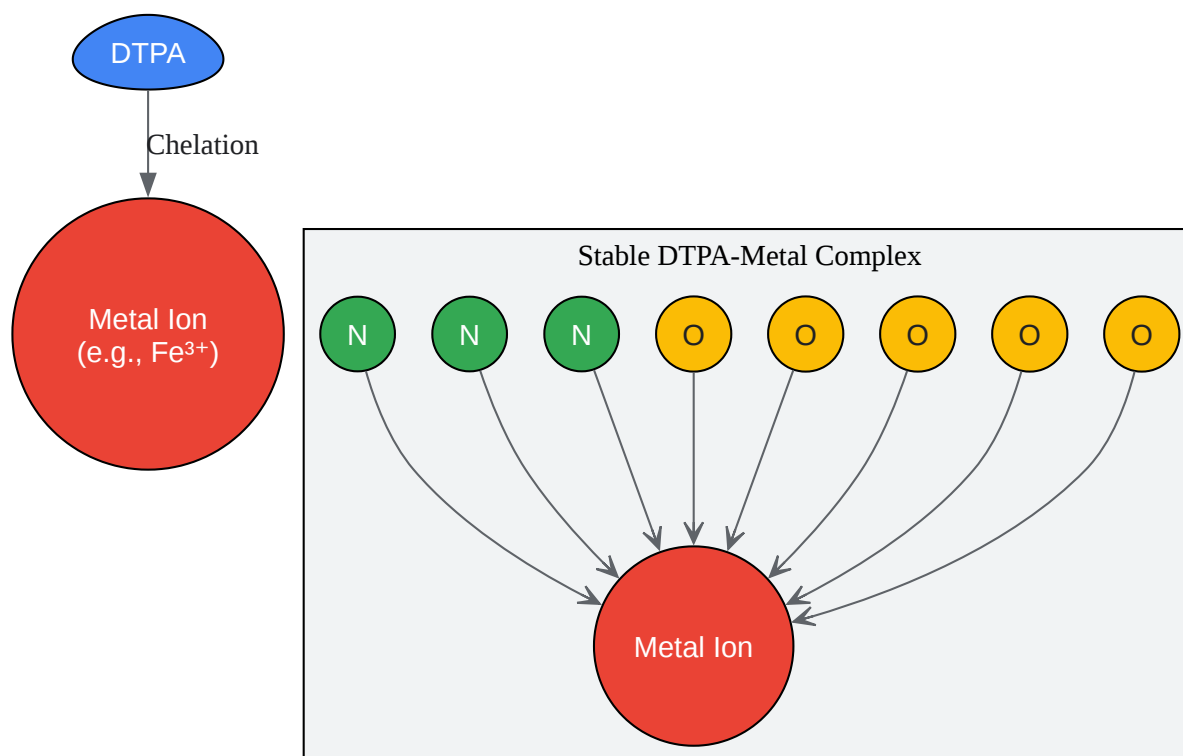 DTPA
Chelation
Metal Ion
(e.g., Fe³⁺)
Stable DTPA-Metal Complex
N N N O O O O O
Metal Ion